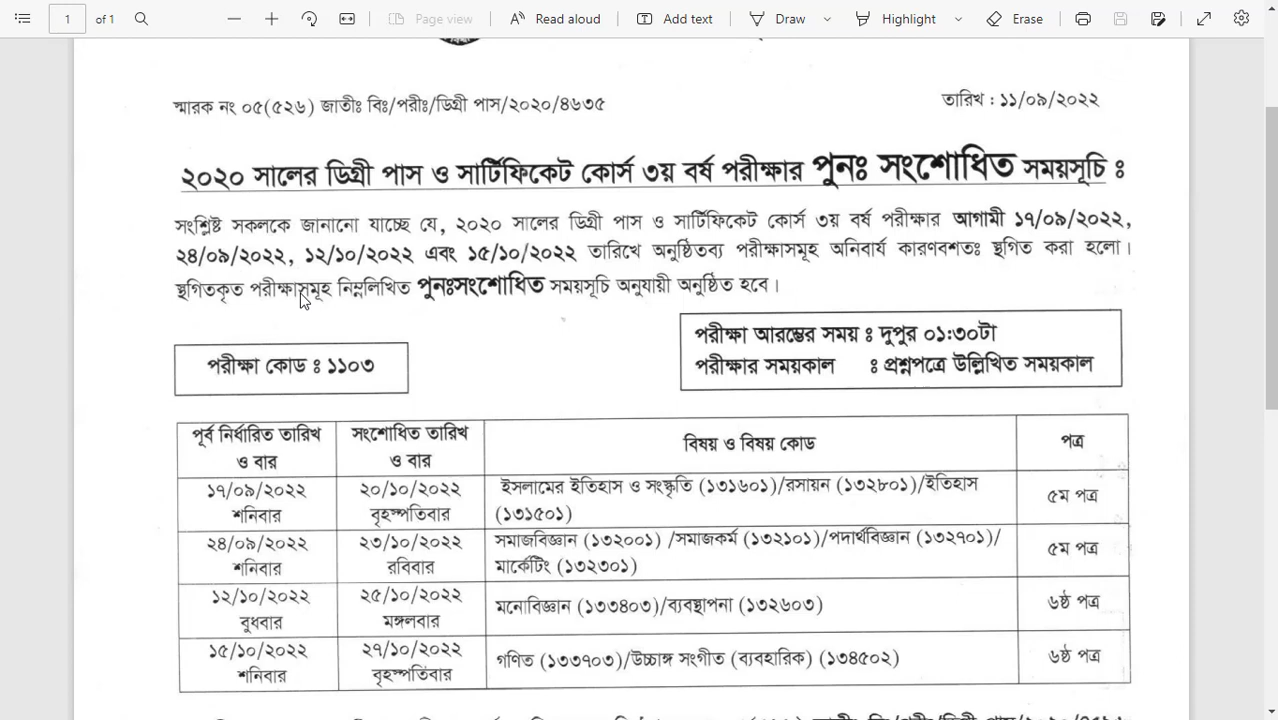 1 of 1 Page view Read aloud Add text Draw Highlight Erase
স্মারক নং ০৫(৫২৬) জাতীঃ বিঃ/পরীঃ/ডিগ্রী পাস/২০২০/৪৬৩৫ তারিখ : ১১/০৯/২০২২
২০২০ সালের ডিগ্রী পাস ও সার্টিফিকেট কোর্স ৩য় বর্ষ পরীক্ষার পুনঃ সংশোধিত সময়সূচি ঃ
সংশ্লিষ্ট সকলকে জানানো যাচ্ছে যে, ২০২০ সালের ডিগ্রী পাস ও সার্টিফিকেট কোর্স ৩য় বর্ষ পরীক্ষার আগামী ১৭/০৯/২০২২,
২৪/০৯/২০২২, ১২/১০/২০২২ এবং ১৫/১০/২০২২ তারিখে অনুষ্ঠিতব্য পরীক্ষাসমূহ অনিবার্য কারণবশতঃ স্থগিত করা হলো।
স্থগিতকৃত পরীক্ষাসমূহ নিম্নলিখিত পুনঃসংশোধিত সময়সূচি অনুযায়ী অনুষ্ঠিত হবে।
পরীক্ষা কোড ঃ ১১০৩
পরীক্ষা আরম্ভের সময় ঃ দুপুর ০১:৩০টা
পরীক্ষার সময়কাল ঃ প্রশ্নপত্রে উল্লিখিত সময়কাল
পূর্ব নির্ধারিত তারিখ সংশোধিত তারিখ বিষয় ও বিষয় কোড পত্র
ও বার ও বার
১৭/০৯/২০২২ ২০/১০/২০২২ ইসলামের ইতিহাস ও সংস্কৃতি (১৩১৬০১)/রসায়ন (১৩২৮০১)/ইতিহাস ৫ম পত্র
শনিবার বৃহস্পতিবার (১৩১৫০১)
২৪/০৯/২০২২ ২৩/১০/২০২২ সমাজবিজ্ঞান (১৩২০০১) /সমাজকর্ম (১৩২১০১)/পদার্থবিজ্ঞান (১৩২৭০১)/ ৫ম পত্র
শনিবার রবিবার মার্কেটিং (১৩২৩০১)
১২/১০/২০২২ ২৫/১০/২০২২ মনোবিজ্ঞান (১৩৩৪০৩)/ব্যবস্থাপনা (১৩২৬০৩) ৬ষ্ঠ পত্র
বুধবার মঙ্গলবার
১৫/১০/২০২২ ২৭/১০/২০২২ গণিত (১৩৩৭০৩)/উচ্চাঙ্গ সংগীত (ব্যবহারিক) (১৩৪৫০২) ৬ষ্ঠ পত্র
শনিবার বৃহস্পতিবার